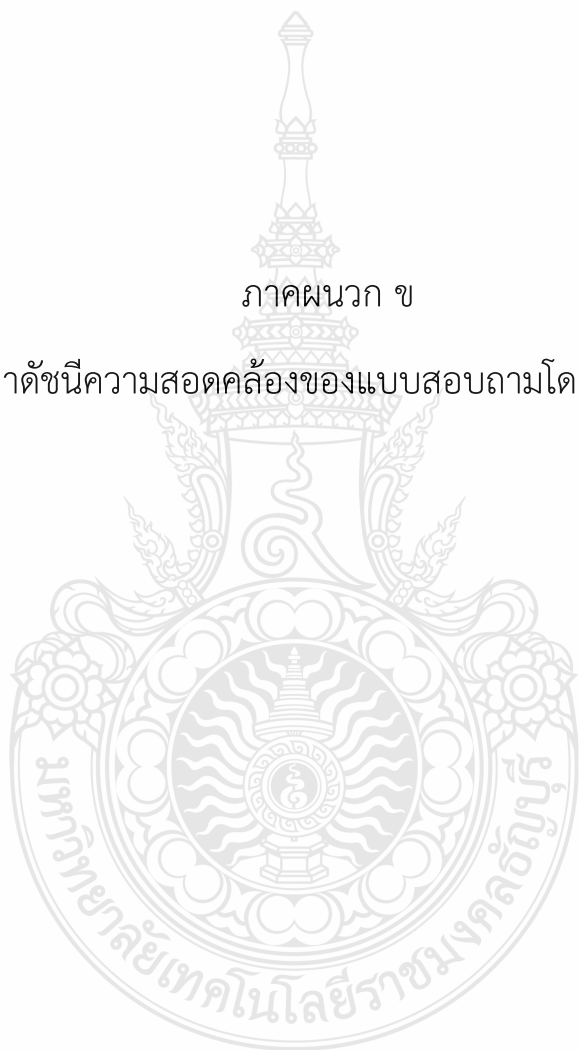 ภาคผนวก ข
าดัชนีความสอดคล้องของแบบสอบถามโด
มหาวิทยาลัยเทคโนโลยีราชมงคลธัญบุรี